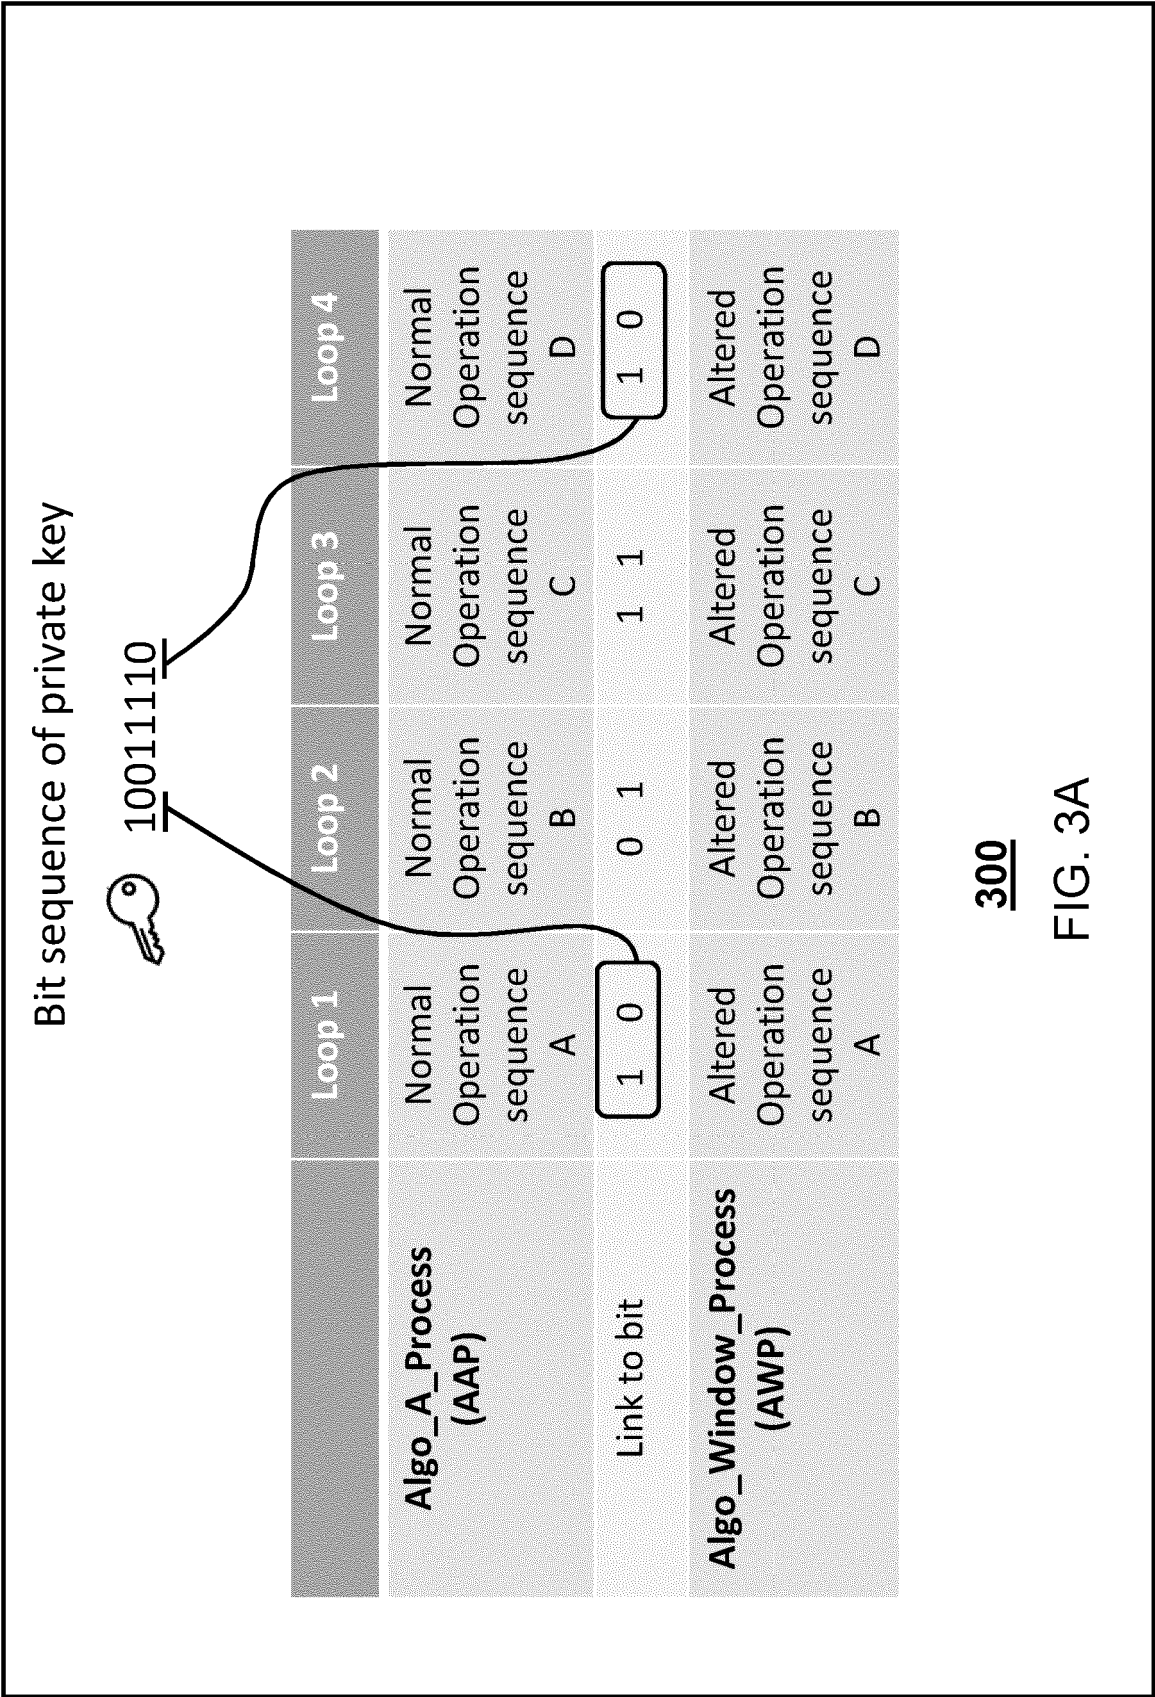 Bit sequence of private key
10011110
Loop 1 Loop 2 Loop 3 Loop 4
Algo_A_Process
(AAP)
Normal
Operation
sequence
A
Normal
Operation
sequence
B
Normal
Operation
sequence
C
Normal
Operation
sequence
D
Link to bit 1 0 0 1 1 1 1 0
Algo_Window_Process
(AWP)
Altered
Operation
sequence
A
Altered
Operation
sequence
B
Altered
Operation
sequence
C
Altered
Operation
sequence
D
300
FIG. 3A